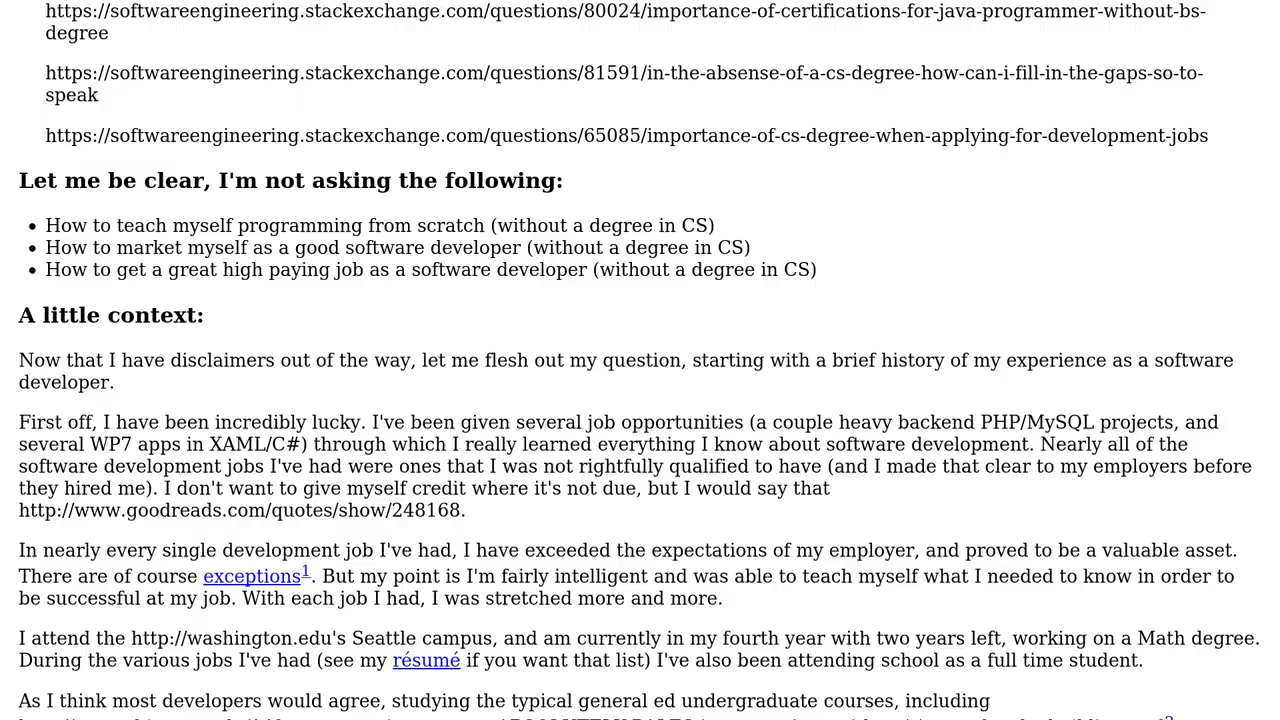 https://softwareengineering.stackexchange.com/questions/80024/importance-of-certifications-for-java-programmer-without-bs-
degree
https://softwareengineering.stackexchange.com/questions/81591/in-the-absense-of-a-cs-degree-how-can-i-fill-in-the-gaps-so-to-
speak
https://softwareengineering.stackexchange.com/questions/65085/importance-of-cs-degree-when-applying-for-development-jobs
Let me be clear, I'm not asking the following:
• How to teach myself programming from scratch (without a degree in CS)
• How to market myself as a good software developer (without a degree in CS)
• How to get a great high paying job as a software developer (without a degree in CS)
A little context:
Now that I have disclaimers out of the way, let me flesh out my question, starting with a brief history of my experience as a software
developer.
First off, I have been incredibly lucky. I've been given several job opportunities (a couple heavy backend PHP/MySQL projects, and
several WP7 apps in XAML/C#) through which I really learned everything I know about software development. Nearly all of the
software development jobs I've had were ones that I was not rightfully qualified to have (and I made that clear to my employers before
they hired me). I don't want to give myself credit where it's not due, but I would say that
http://www.goodreads.com/quotes/show/248168.
In nearly every single development job I've had, I have exceeded the expectations of my employer, and proved to be a valuable asset.
There are of course exceptions1. But my point is I'm fairly intelligent and was able to teach myself what I needed to know in order to
be successful at my job. With each job I had, I was stretched more and more.
I attend the http://washington.edu's Seattle campus, and am currently in my fourth year with two years left, working on a Math degree.
During the various jobs I've had (see my résumé if you want that list) I've also been attending school as a full time student.
As I think most developers would agree, studying the typical general ed undergraduate courses, including